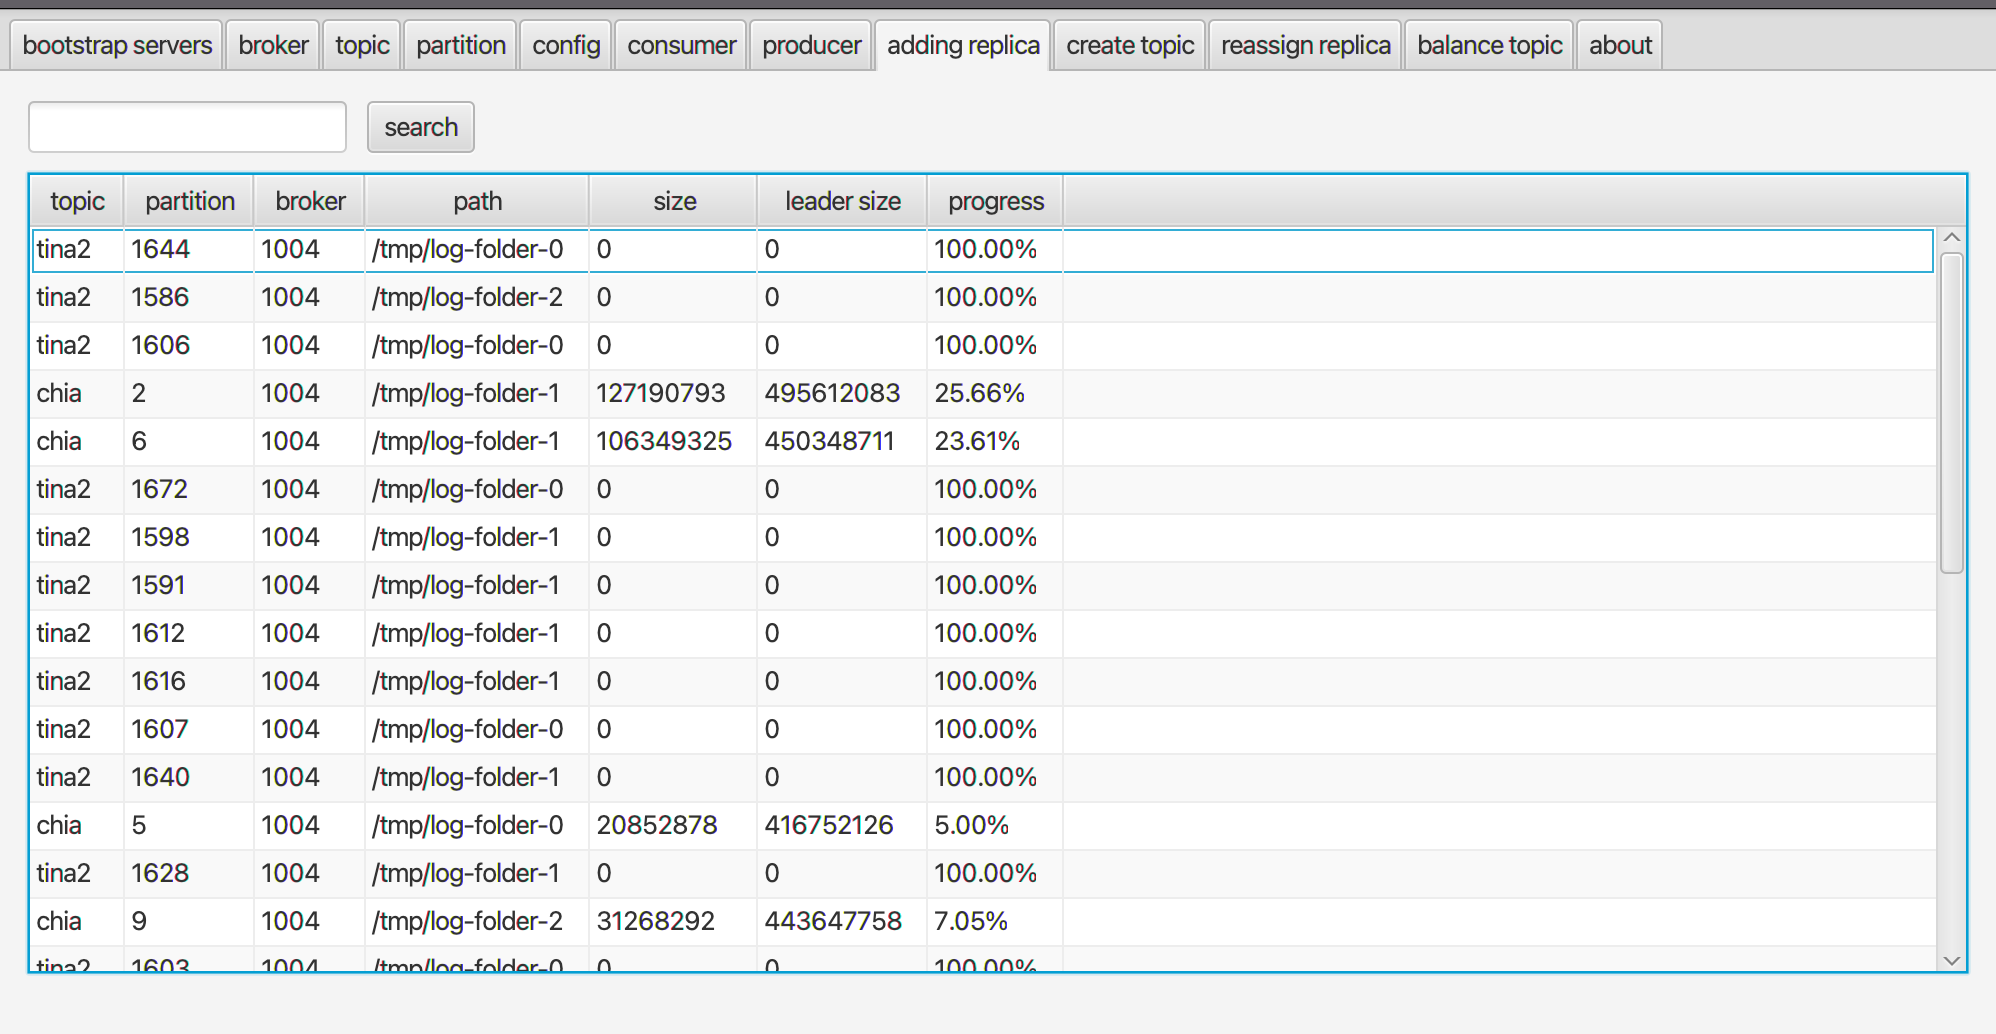 bootstrap servers broker topic partition config consumer producer adding replica create topic reassign replica balance topic about
search
topic partition broker path size leader size progress
tina2 1644 1004 /tmp/log-folder-0 0 0 100.00%
tina2 1586 1004 /tmp/log-folder-2 0 0 100.00%
tina2 1606 1004 /tmp/log-folder-0 0 0 100.00%
chia 2 1004 /tmp/log-folder-1 127190793 495612083 25.66%
chia 6 1004 /tmp/log-folder-1 106349325 450348711 23.61%
tina2 1672 1004 /tmp/log-folder-0 0 0 100.00%
tina2 1598 1004 /tmp/log-folder-1 0 0 100.00%
tina2 1591 1004 /tmp/log-folder-1 0 0 100.00%
tina2 1612 1004 /tmp/log-folder-1 0 0 100.00%
tina2 1616 1004 /tmp/log-folder-1 0 0 100.00%
tina2 1607 1004 /tmp/log-folder-0 0 0 100.00%
tina2 1640 1004 /tmp/log-folder-1 0 0 100.00%
chia 5 1004 /tmp/log-folder-0 20852878 416752126 5.00%
tina2 1628 1004 /tmp/log-folder-1 0 0 100.00%
chia 9 1004 /tmp/log-folder-2 31268292 443647758 7.05%
tina2 1603 1004 /tmp/log-folder-0 0 0 100.00%